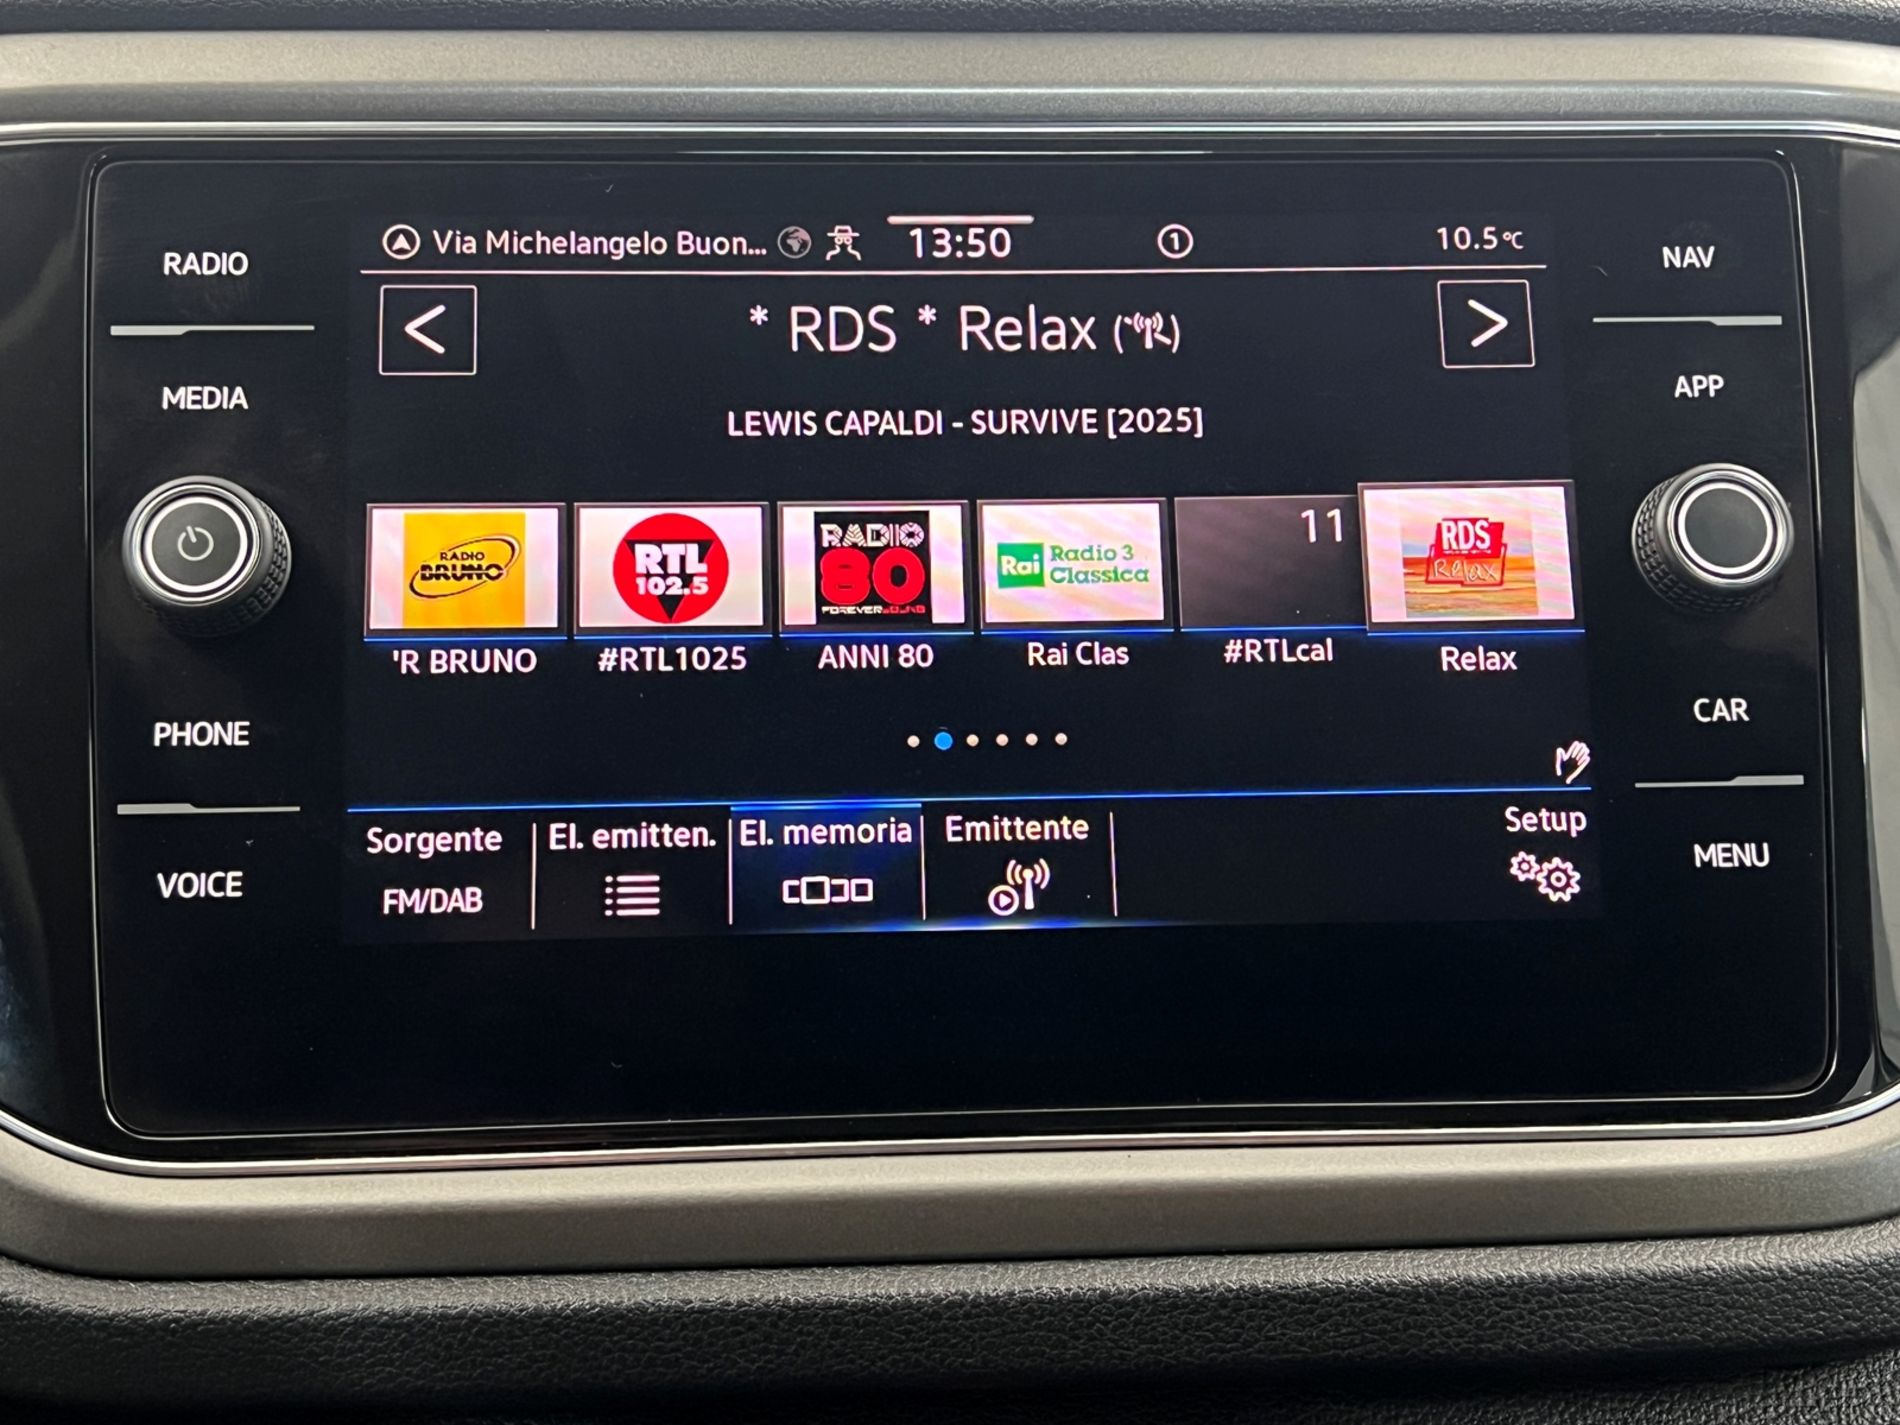 RADIO
MEDIA
PHONE
VOICE
Via Michelangelo Buon...
13:50
1
10.5°C
< * RDS * Relax >
LEWIS CAPALDI - SURVIVE [2025]
RADIO
BRUNO
RTL
102.5
RADIO
80
FOREVERSOUND
Rai Radio 3
Classica
11
RDS
Relax
'R BRUNO
#RTL1025
ANNI 80
Rai Clas
#RTLcal
Relax
Sorgente
FM/DAB
El. emitten.
El. memoria
Emittente
Setup
NAV
APP
CAR
MENU